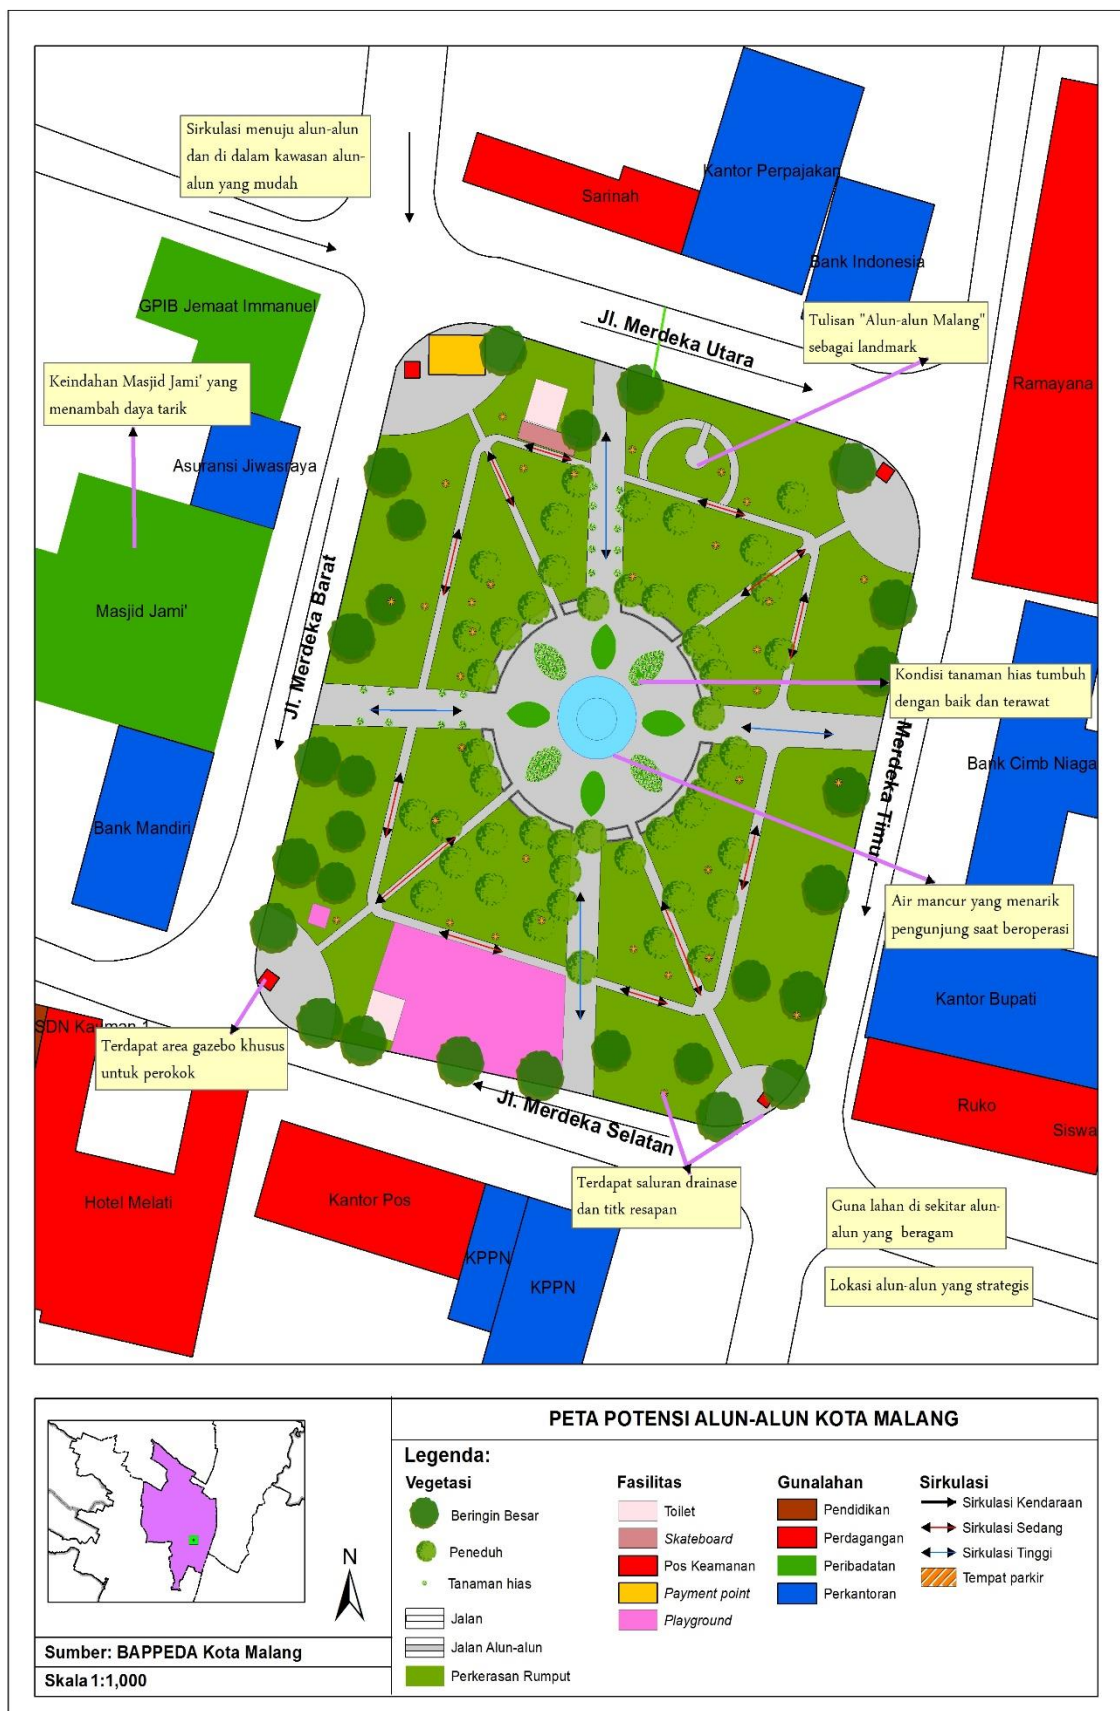 Sirkulasi menuju alun-alun
dan di dalam kawasan alun-
alun yang mudah
Kantor Perpajakan
Sarinah
Bank Indonesia
GPIB Jemaat Immanuel
Tulisan "Alun-alun Malang"
sebagai landmark
Jl. Merdeka Utara
Keindahan Masjid Jami' yang
menambah daya tarik
Ramayana
Asuransi Jiwasraya
Masjid Jami'
Jl. Merdeka Barat
Kondisi tanaman hias tumbuh
dengan baik dan terawat
Merdeka Timur
Bank Cimb Niaga
Bank Mandiri
Air mancur yang menarik
pengunjung saat beroperasi
Kantor Bupati
SDN Kauman 1
Terdapat area gazebo khusus
untuk perokok
Jl. Merdeka Selatan
Ruko
Siswa
Terdapat saluran drainase
dan titk resapan
Hotel Melati
Kantor Pos
Guna lahan di sekitar alun-
alun yang beragam
KPPN
KPPN
Lokasi alun-alun yang strategis
PETA POTENSI ALUN-ALUN KOTA MALANG
Legenda:
Vegetasi
Beringin Besar
Peneduh
Tanaman hias
Jalan
Jalan Alun-alun
Perkerasan Rumput
Fasilitas
Toilet
Skateboard
Pos Keamanan
Payment point
Playground
Gunalahan
Pendidikan
Perdagangan
Peribadatan
Perkantoran
Sirkulasi
Sirkulasi Kendaraan
Sirkulasi Sedang
Sirkulasi Tinggi
Tempat parkir
N
Sumber: BAPPEDA Kota Malang
Skala 1:1,000